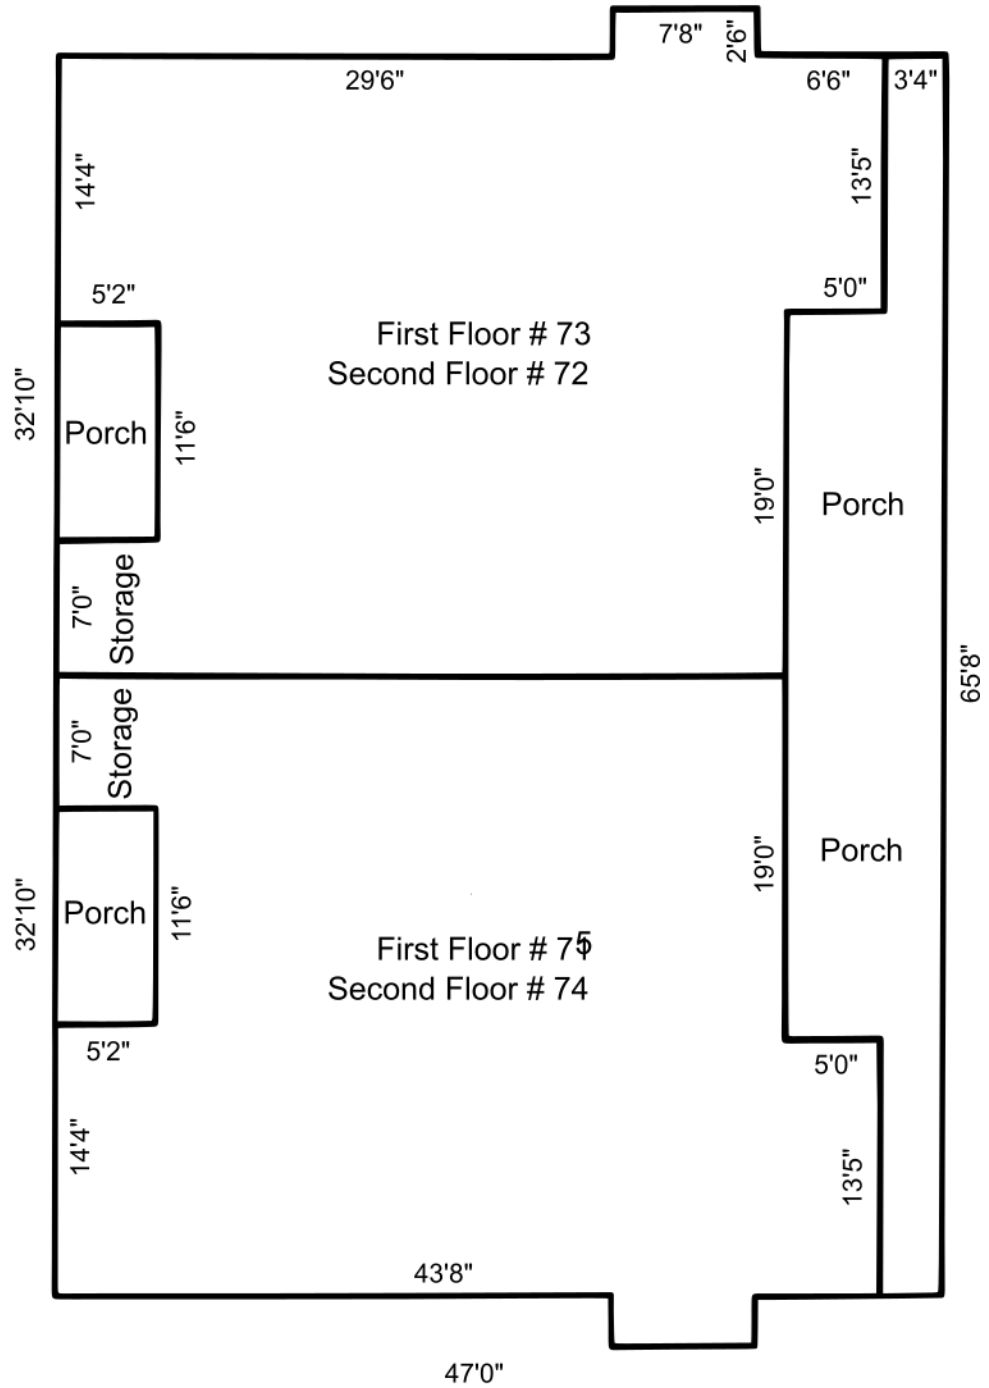 7'8"
2'6"
29'6"
6'6"
3'4"
14'4"
13'5"
5'2"
5'0"
First Floor # 73
Second Floor # 72
32'10"
Porch
11'6"
19'0"
Porch
7'0"
Storage
65'8"
7'0"
Storage
19'0"
Porch
32'10"
Porch
11'6"
First Floor #
Second Floor # 74
5'2"
5'0"
14'4"
13'5"
43'8"
47'0"